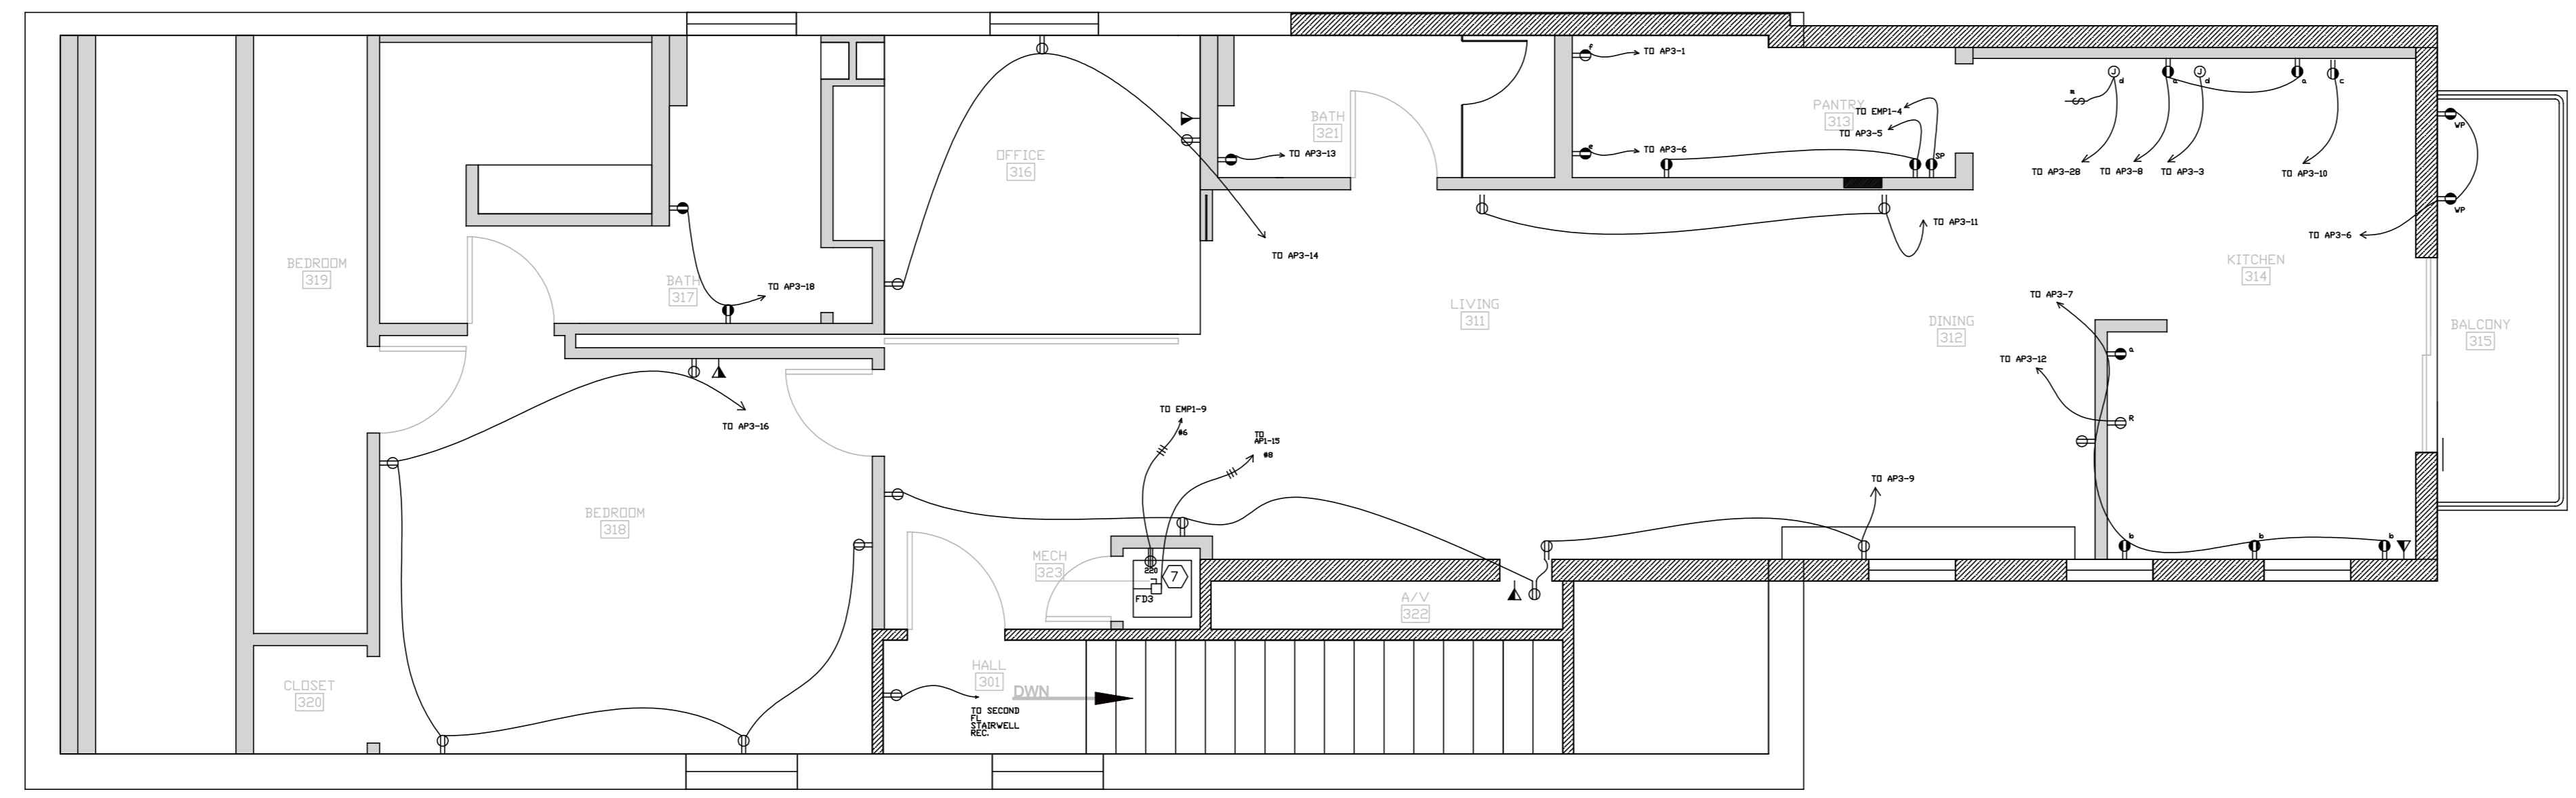 TO AP3-1
f
PANTRY
313
TO EMP1-4
TO AP3-5
BATH
321
OFFICE
316
TO AP3-13
TO AP3-6
e
SP
J
d
a
J
d
a
c
TO AP3-28
TO AP3-8
TO AP3-3
TO AP3-10
WP
WP
TO AP3-11
TO AP3-6
TO AP3-14
BEDROOM
319
BATH
317
TO AP3-18
LIVING
311
KITCHEN
314
TO AP3-7
DINING
312
BALCONY
315
a
TO AP3-12
R
TO AP3-16
TO EMP1-9
#6
TO
AP1-15
#8
TO AP3-9
BEDROOM
318
MECH
323
220
7
FD3
b
b
b
A/V
322
HALL
301
DWN
CLOSET
320
TO SECOND
FL
STAIRWELL
REC.